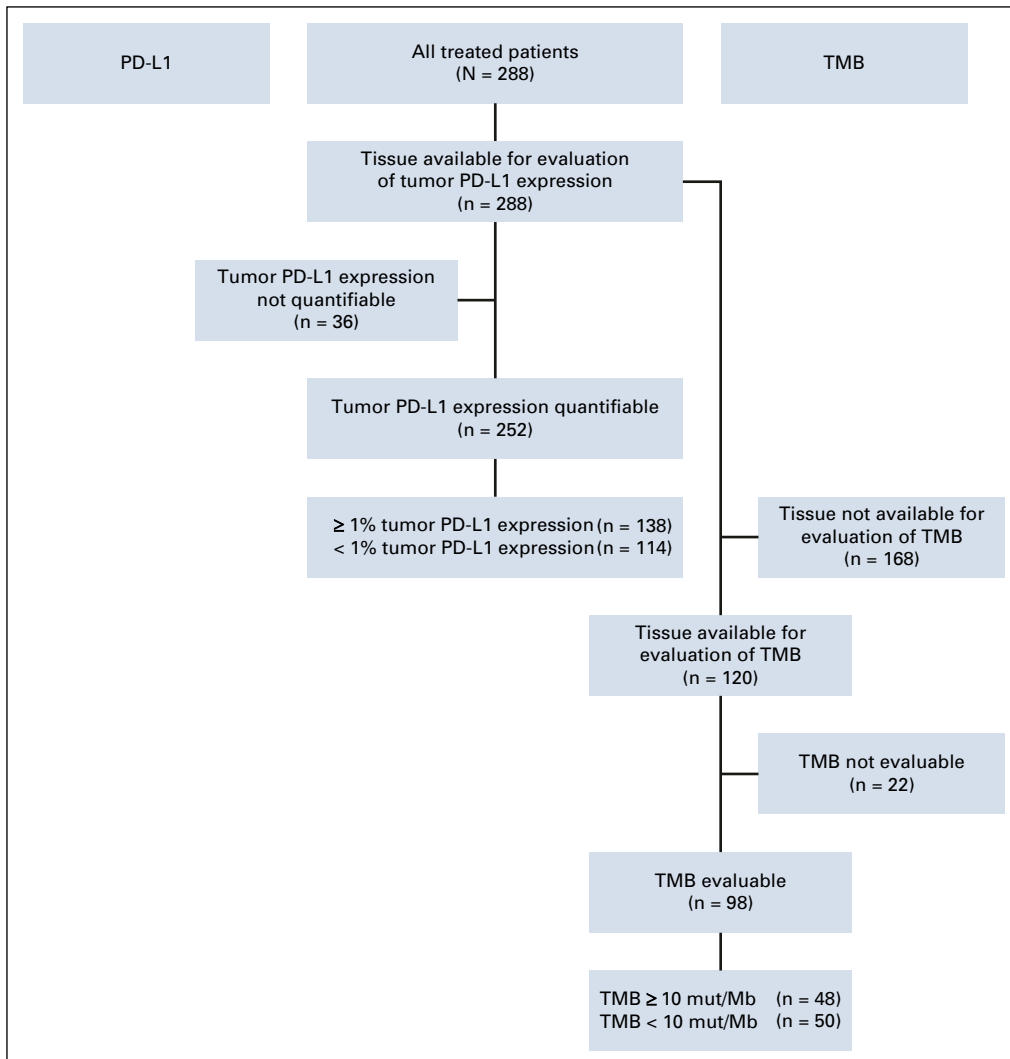 PD-L1
All treated patients
(N = 288)
TMB
Tissue available for evaluation
of tumor PD-L1 expression
(n = 288)
Tumor PD-L1 expression
not quantifiable
(n = 36)
Tumor PD-L1 expression quantifiable
(n = 252)
≥ 1% tumor PD-L1 expression (n = 138)
< 1% tumor PD-L1 expression (n = 114)
Tissue not available for
evaluation of TMB
(n = 168)
Tissue available for
evaluation of TMB
(n = 120)
TMB not evaluable
(n = 22)
TMB evaluable
(n = 98)
TMB ≥ 10 mut/Mb (n = 48)
TMB < 10 mut/Mb (n = 50)